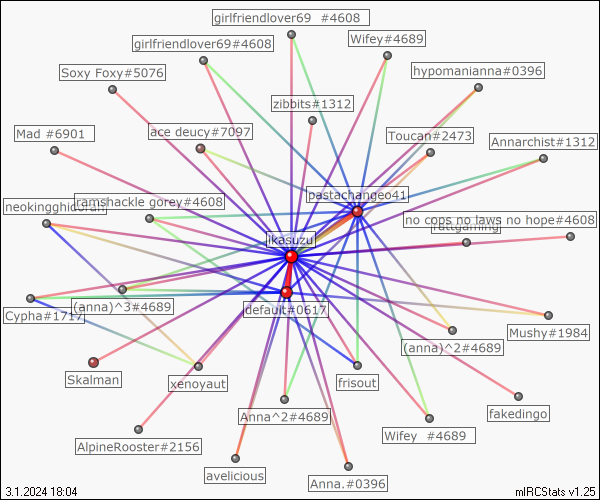 girlfriendlover69  #4608
girlfriendlover69#4608
Wifey#4689
Soxy Foxy#5076
hypomanianna#0396
zibbits#1312
Mad #6901
ace deucy#7097
Toucan#2473
Annarchist#1312
pastachangeo41
neokingghidorah
ramshackle gorey,#4608
no cops no laws no hope#4608
ruttgaming
ikasuzu
Cypha#1717
(anna)^3#4689
default#0617
Mushy#1984
(anna)^2#4689
Skalman
xenoyaut
frisout
Anna^2#4689
fakedingo
AlpineRooster#2156
Wifey  #4689
avelicious
Anna.#0396
3.1.2024 18:04
mIRCStats v1.25